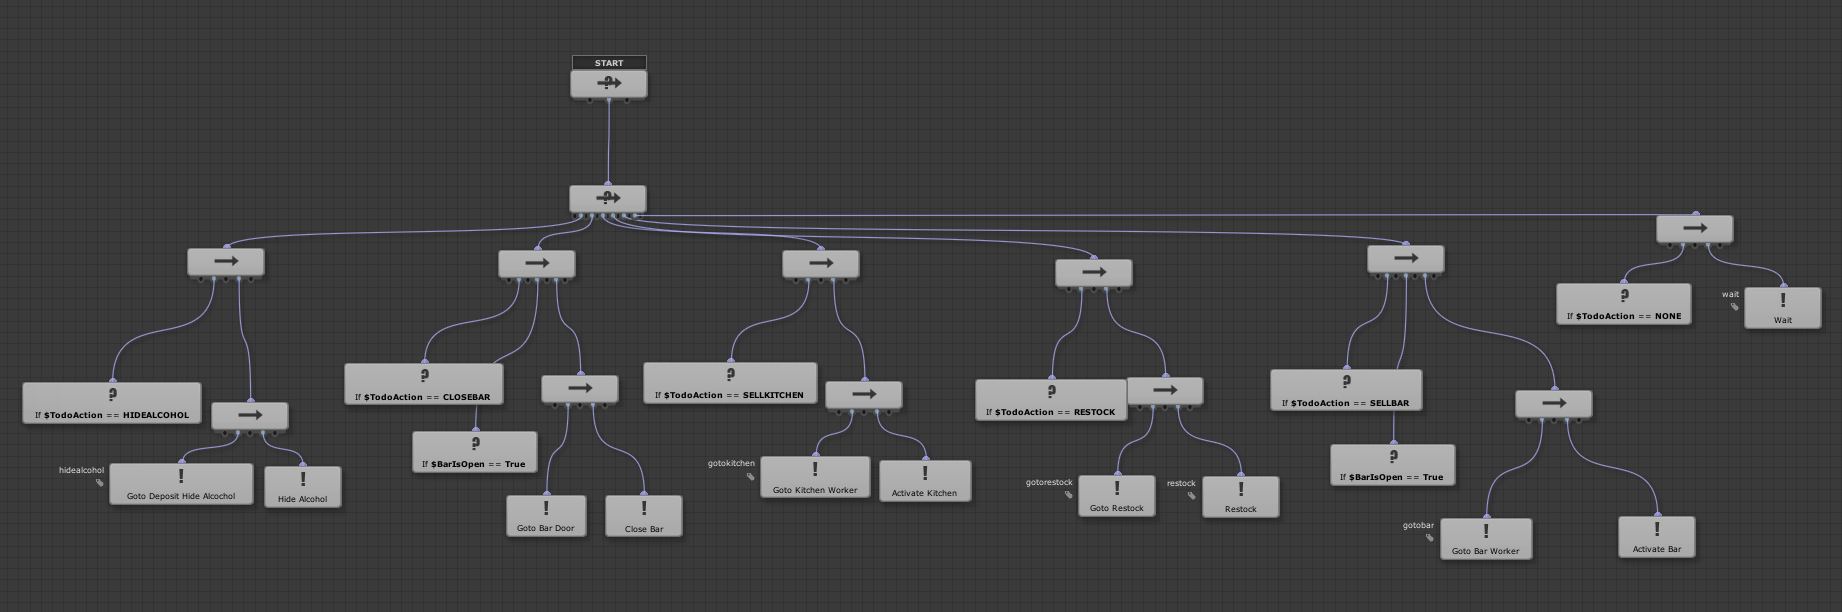 START
wait
Wait
If $TodoAction == NONE
If $TodoAction == HIDEALCOHOL
If $TodoAction == CLOSEBAR
If $TodoAction == SELLKITCHEN
If $TodoAction == RESTOCK
If $TodoAction == SELLBAR
hidealcohol
Goto Deposit Hide Alcochol
Hide Alcohol
If $BarIsOpen == True
Goto Bar Door
Close Bar
gotokitchen
Goto Kitchen Worker
Activate Kitchen
gotorestock
Goto Restock
restock
Restock
If $BarIsOpen == True
gotobar
Goto Bar Worker
Activate Bar